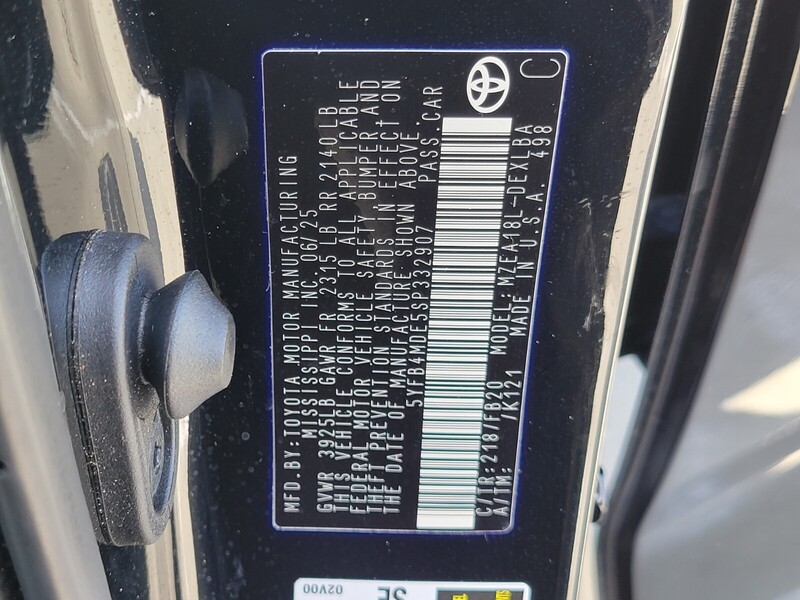 MFD. BY: TOYOTA MOTOR MANUFACTURING
MISSISSIPPI INC. 06/25
GVWR 3925LB GAWR FR 2315 LB RR 2140LB
THIS VEHICLE CONFORMS TO ALL APPLICABLE
FEDERAL MOTOR VEHICLE SAFETY, BUMPER AND
THEFT PREVENTION STANDARDS IN EFFECT ON
THE DATE OF MANUFACTURE SHOWN ABOVE.
5YFB4MDE5SP332907 PASS. CAR
C/TR: 218/FB20 MODEL: MZEA18L-DEXLBA
A/TM: /K121 MADE IN U.S.A. 498
C
SE
02V00